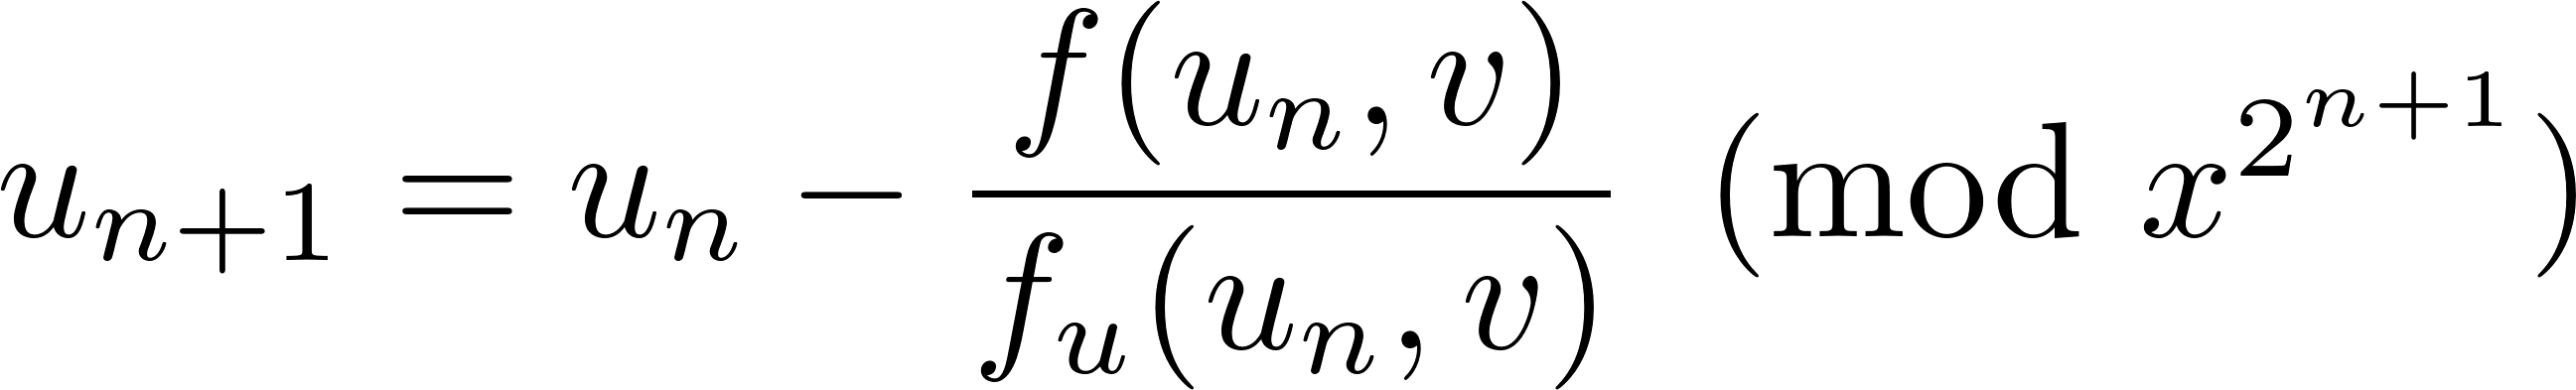 u_{n+1} = u_n - \frac{f(u_n, v)}{f_u(u_n, v)} \pmod{x^{2^{n+1}}}